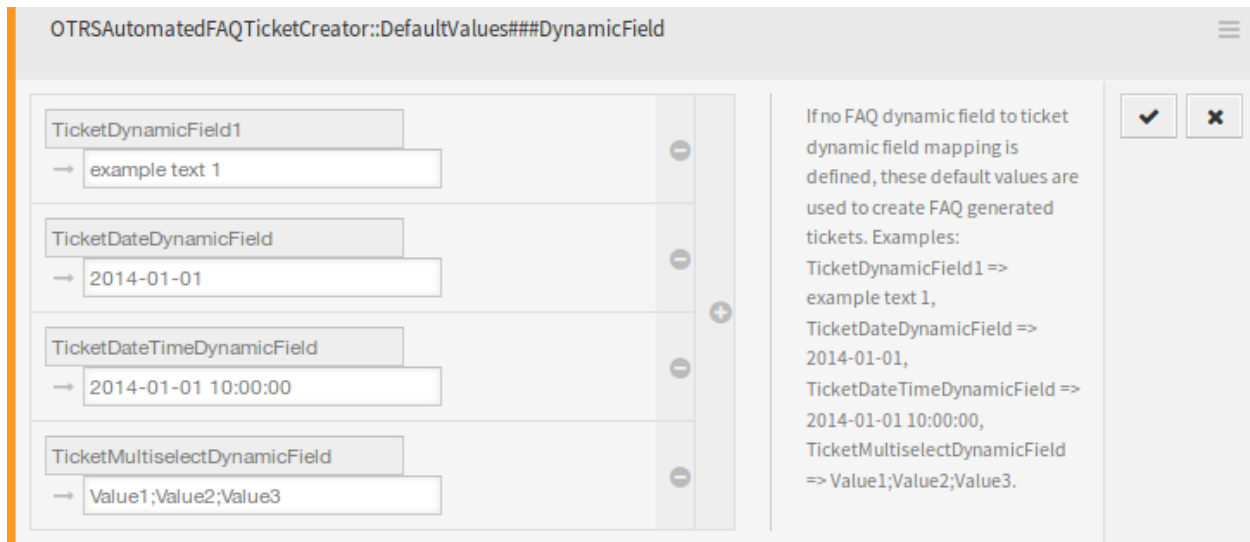 OTRSAutomatedFAQTicketCreator::DefaultValues###DynamicField
TicketDynamicField1
example text 1
TicketDateDynamicField
2014-01-01
TicketDateTimeDynamicField
2014-01-01 10:00:00
TicketMultiselectDynamicField
Value1;Value2;Value3
If no FAQ dynamic field to ticket
dynamic field mapping is
defined, these default values are
used to create FAQ generated
tickets. Examples:
TicketDynamicField1 =>
example text 1,
TicketDateDynamicField =>
2014-01-01,
TicketDateTimeDynamicField =>
2014-01-01 10:00:00,
TicketMultiselectDynamicField
=> Value1;Value2;Value3.